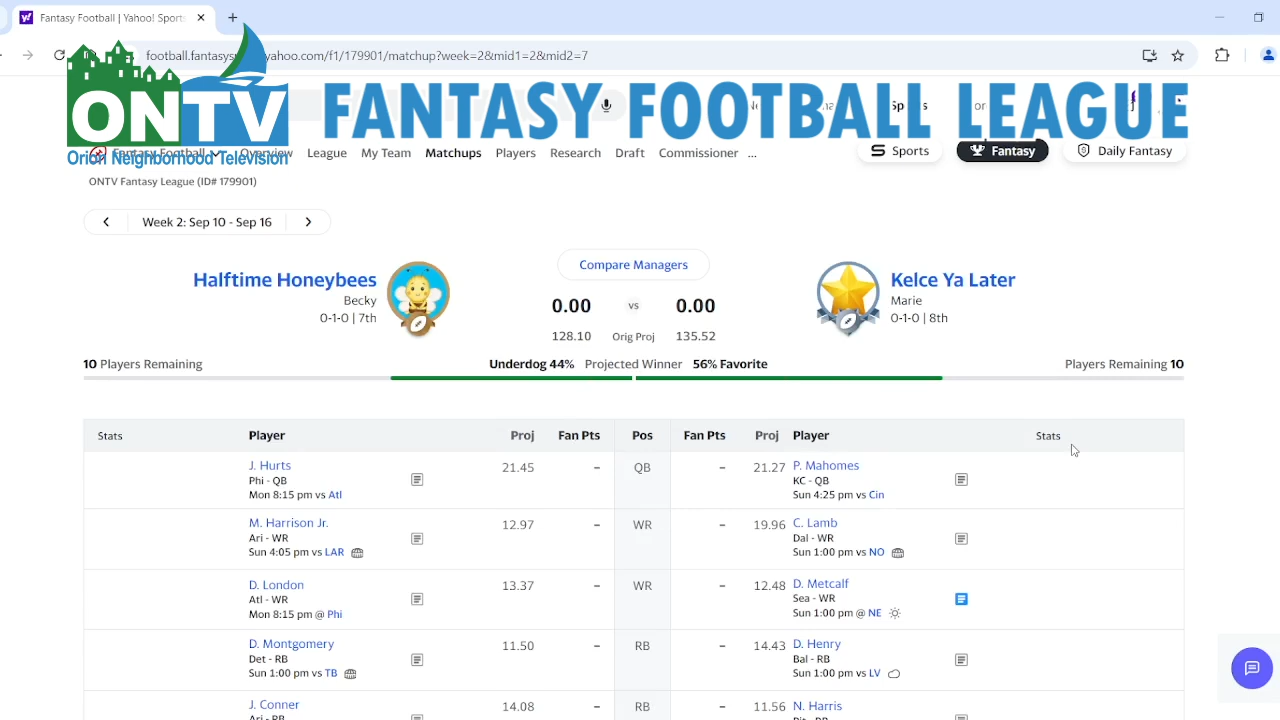 Fantasy Football | Yahoo! Sports
football.fantasysp yahoo.com/f1/179901/matchup?week=2&mid1=2&mid2=7
ONTV
Orion Neighborhood Television
FANTASY FOOTBALL LEAGUE
Sports
Fantasy Football Overview League My Team Matchups Players Research Draft Commissioner ...
Sports Fantasy Daily Fantasy
ONTV Fantasy League (ID# 179901)
Week 2: Sep 10 - Sep 16
Compare Managers
Halftime Honeybees
Becky
0-1-0 | 7th
0.00 vs 0.00
128.10 Orig Proj 135.52
Kelce Ya Later
Marie
0-1-0 | 8th
10 Players Remaining Underdog 44% Projected Winner 56% Favorite Players Remaining 10
Stats Player Proj Fan Pts Pos Fan Pts Proj Player Stats
J. Hurts 21.45 – QB – 21.27 P. Mahomes
Phi - QB KC - QB
Mon 8:15 pm vs Atl Sun 4:25 pm vs Cin
M. Harrison Jr. 12.97 – WR – 19.96 C. Lamb
Ari - WR Dal - WR
Sun 4:05 pm vs LAR Sun 1:00 pm vs NO
D. London 13.37 – WR – 12.48 D. Metcalf
Atl - WR Sea - WR
Mon 8:15 pm @ Phi Sun 1:00 pm @ NE
D. Montgomery 11.50 – RB – 14.43 D. Henry
Det - RB Bal - RB
Sun 1:00 pm vs TB Sun 1:00 pm vs LV
J. Conner 14.08 – RB – 11.56 N. Harris
Ari - RB